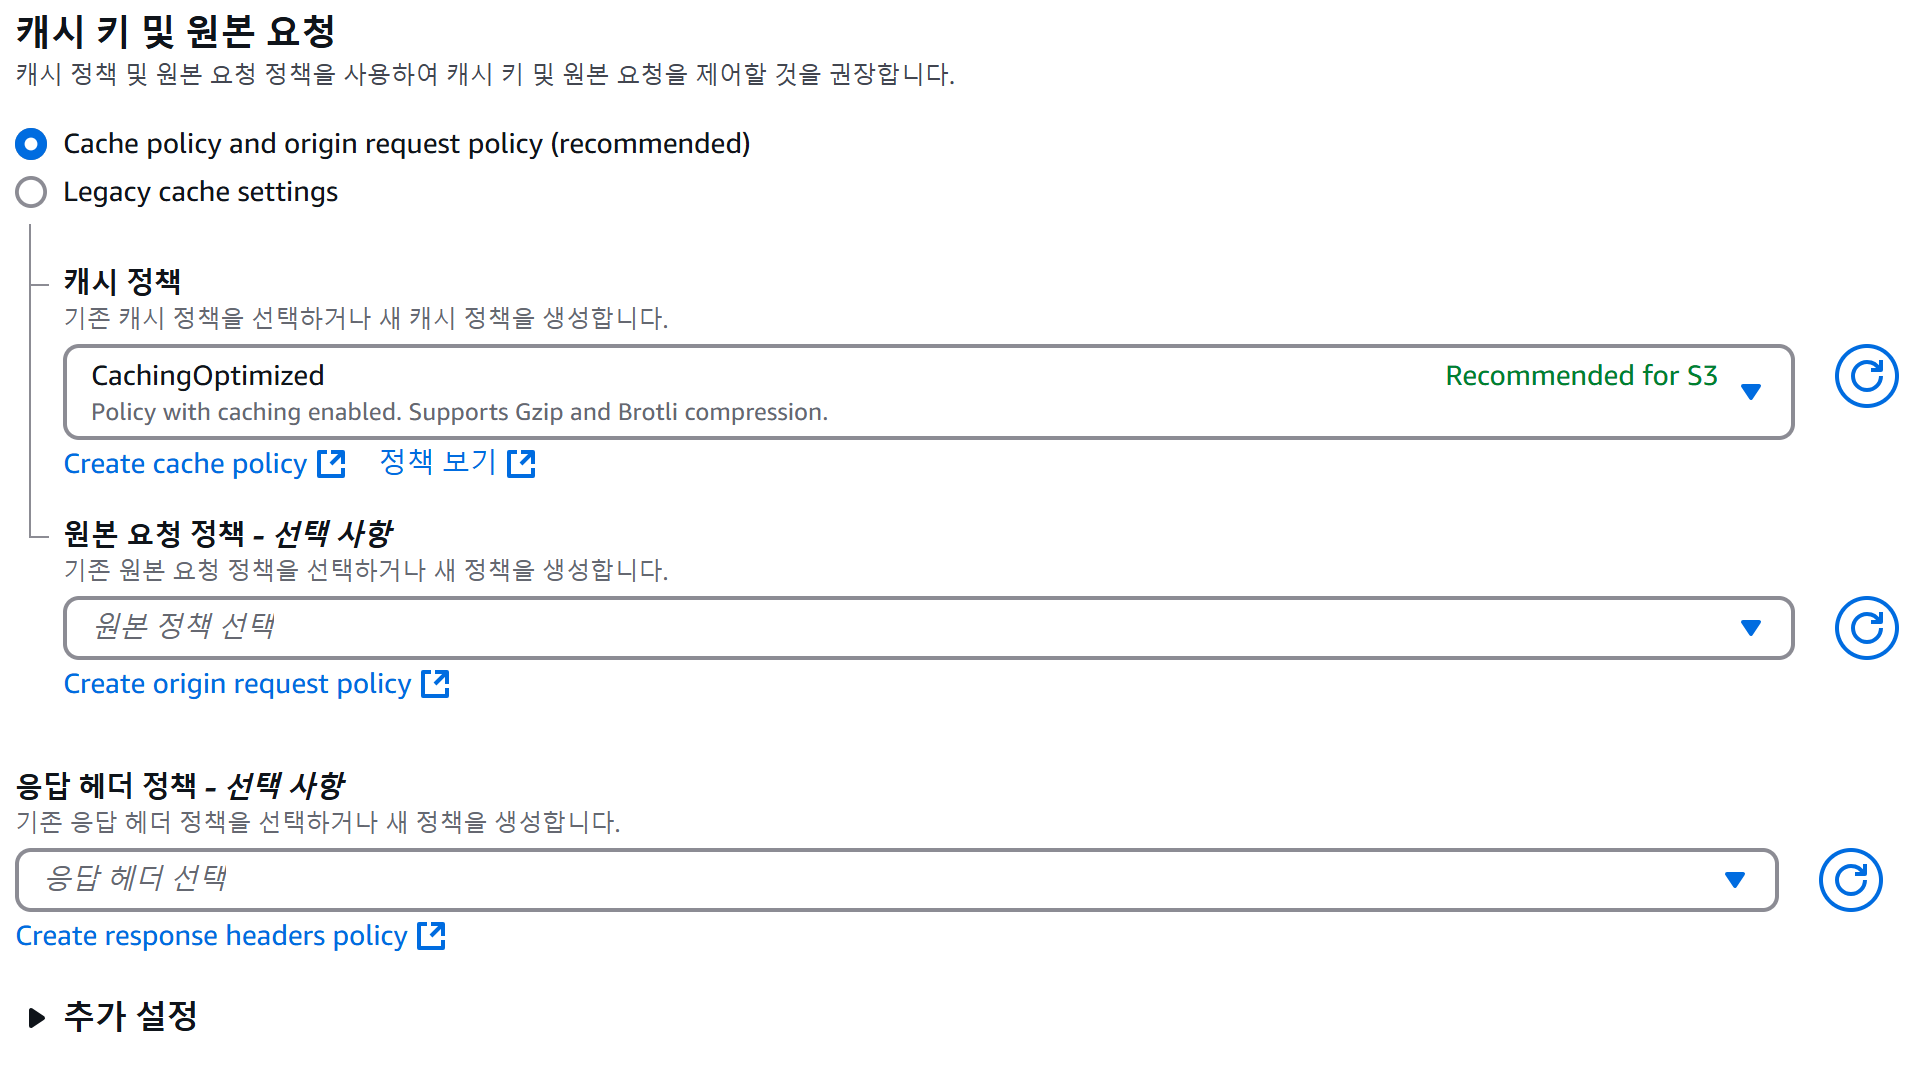 캐시 키 및 원본 요청
캐시 정책 및 원본 요청 정책을 사용하여 캐시 키 및 원본 요청을 제어할 것을 권장합니다.
Cache policy and origin request policy (recommended)
Legacy cache settings
캐시 정책
기존 캐시 정책을 선택하거나 새 캐시 정책을 생성합니다.
CachingOptimized
Recommended for S3
Policy with caching enabled. Supports Gzip and Brotli compression.
Create cache policy 정책 보기
원본 요청 정책 - 선택 사항
기존 원본 요청 정책을 선택하거나 새 정책을 생성합니다.
원본 정책 선택
Create origin request policy
응답 헤더 정책 - 선택 사항
기존 응답 헤더 정책을 선택하거나 새 정책을 생성합니다.
응답 헤더 선택
Create response headers policy
추가 설정